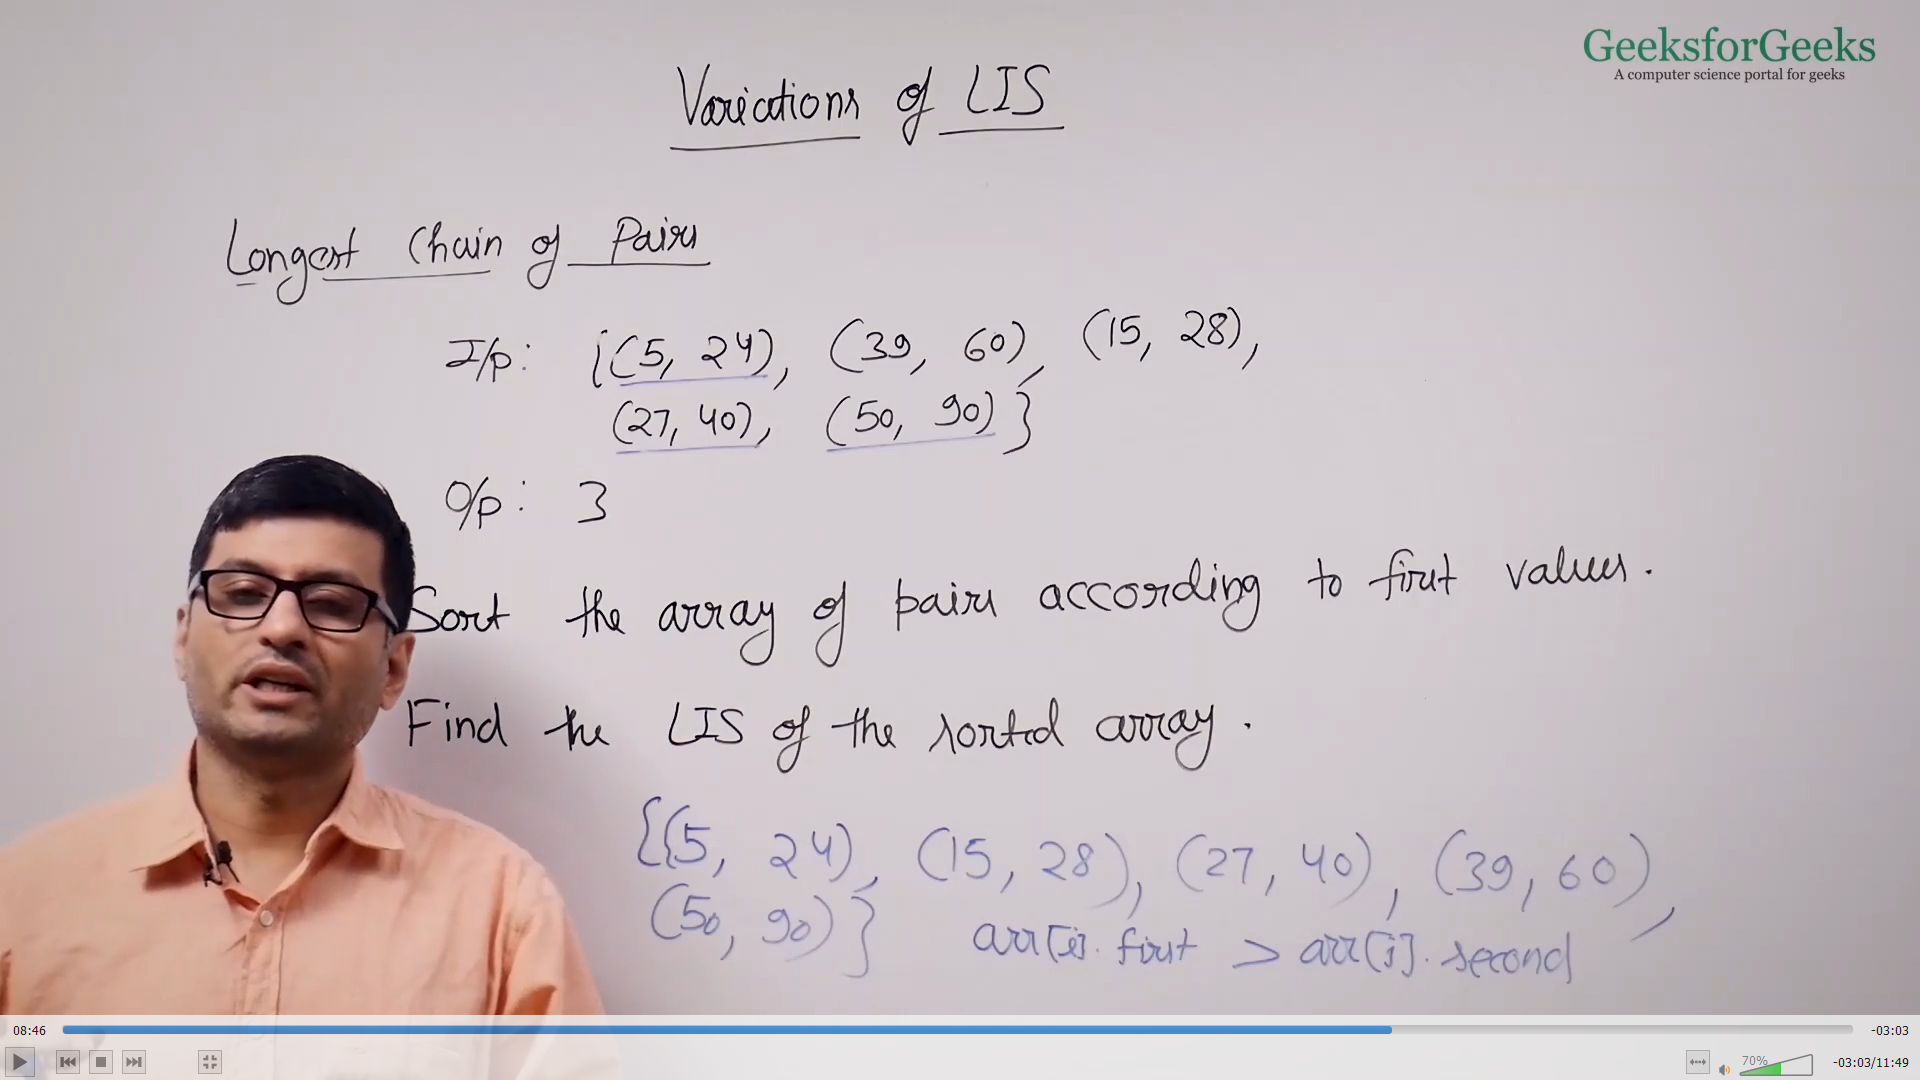 GeeksforGeeks
A computer science portal for geeks
Variations of LIS
Longest Chain of Pairs
I/p: {(5, 24), (39, 60), (15, 28),
(27, 40), (50, 90)}
O/p: 3
Sort the array of pairs according to first values.
Find the LIS of the sorted array.
{(5, 24), (15, 28), (27, 40), (39, 60),
(50, 90)} arr[i].first > arr[j].second
08:46 -03:03
70% -03:03/11:49